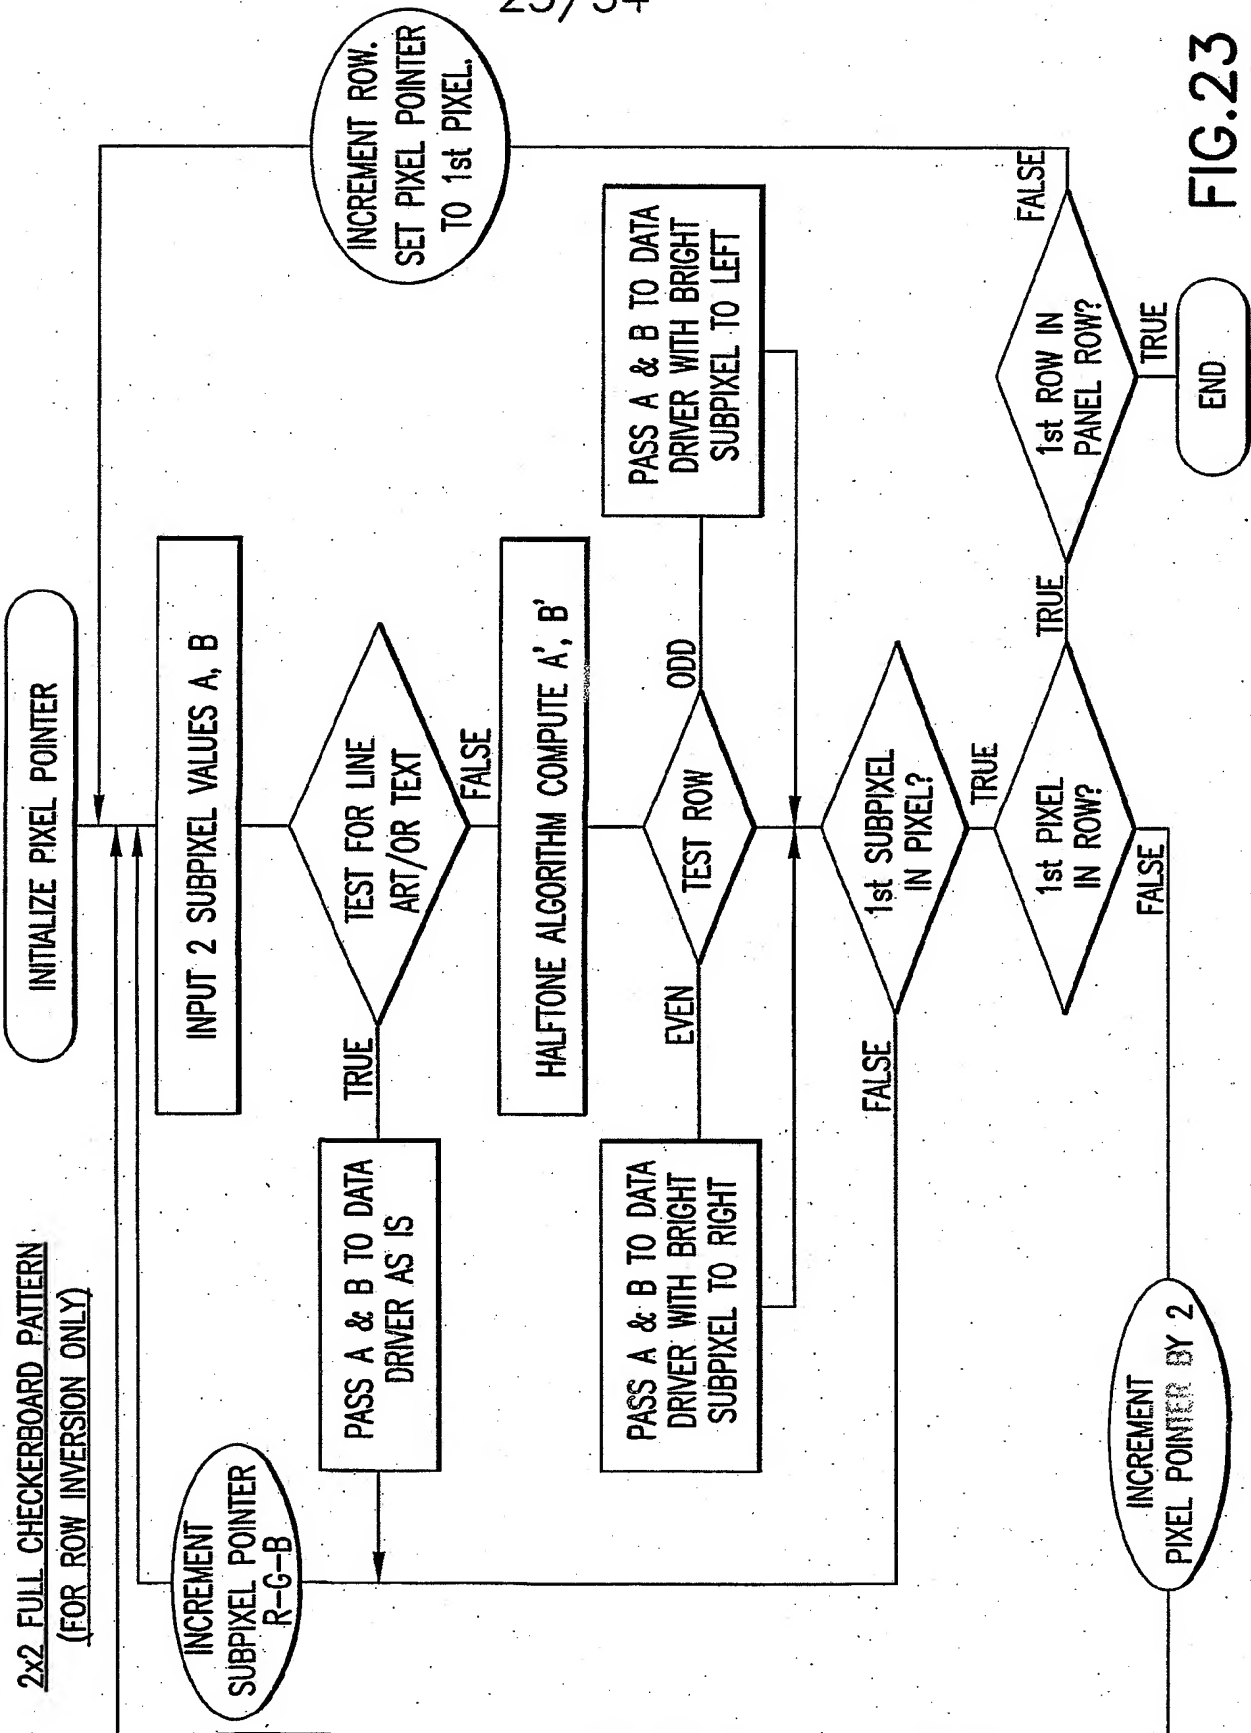 23/34
2x2 FULL CHECKERBOARD PATTERN
(FOR ROW INVERSION ONLY)
INITIALIZE PIXEL POINTER
INCREMENT ROW.
SET PIXEL POINTER
TO 1st PIXEL.
INCREMENT
SUBPIXEL POINTER
R-G-B
INPUT 2 SUBPIXEL VALUES A, B
TEST FOR LINE
ART/OR TEXT
TRUE
FALSE
PASS A & B TO DATA
DRIVER AS IS
HALFTONE ALGORITHM COMPUTE A', B'
TEST ROW
EVEN
ODD
PASS A & B TO DATA
DRIVER WITH BRIGHT
SUBPIXEL TO RIGHT
PASS A & B TO DATA
DRIVER WITH BRIGHT
SUBPIXEL TO LEFT
1st SUBPIXEL
IN PIXEL?
FALSE
TRUE
1st PIXEL
IN ROW?
TRUE
FALSE
1st ROW IN
PANEL ROW?
FALSE
TRUE
INCREMENT
PIXEL POINTER BY 2
END
FIG.23